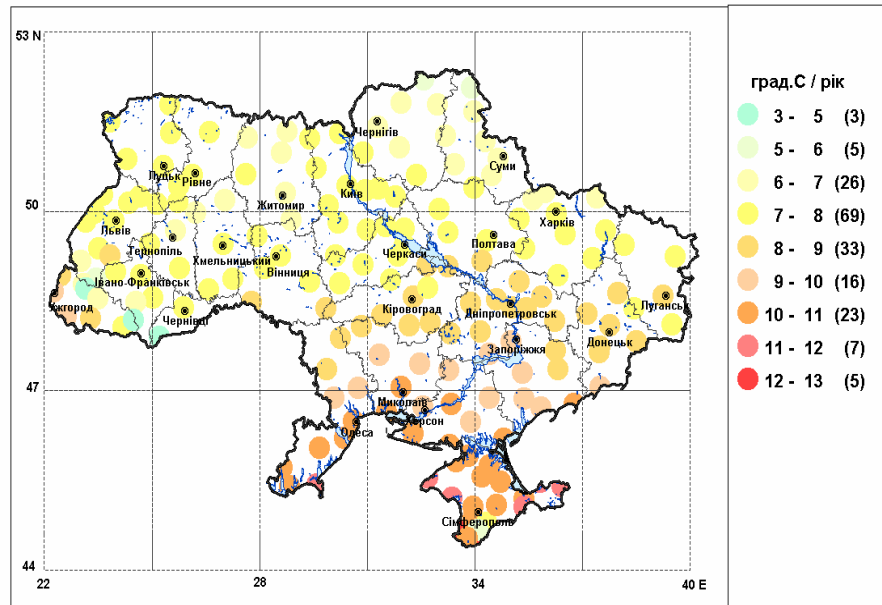 53 N
50
47
44
22
28
34
40 E
Чернігів
Суми
Луцьк
Рівне
Київ
Житомир
Львів
Тернопіль
Хмельницький
Вінниця
Черкаси
Полтава
Харків
Івано-Франківськ
Ужгород
Чернівці
Кіровоград
Дніпропетровськ
Луганськ
Донецьк
Запоріжжя
Миколаїв
Херсон
Одеса
Сімферополь
град.С / рік
3 - 5 (3)
5 - 6 (5)
6 - 7 (26)
7 - 8 (69)
8 - 9 (33)
9 - 10 (16)
10 - 11 (23)
11 - 12 (7)
12 - 13 (5)